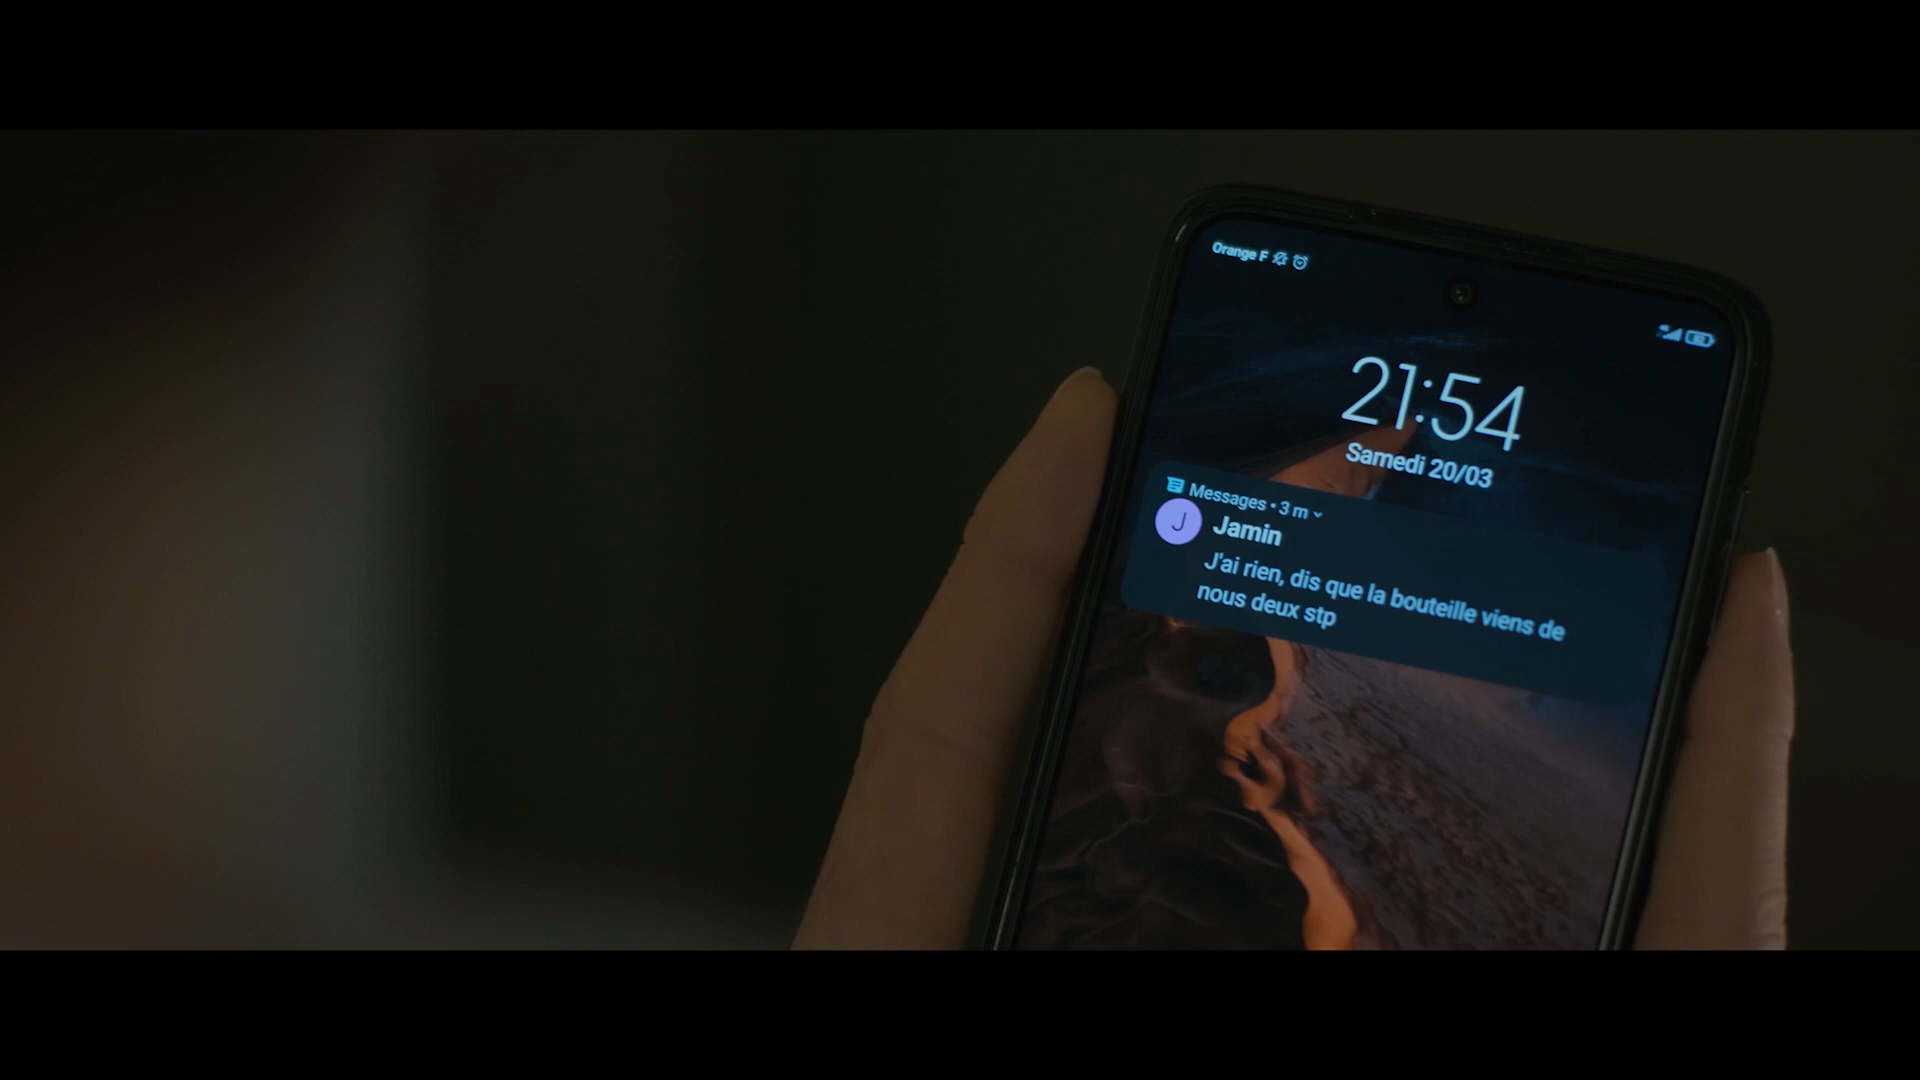 Orange F
21:54
Samedi 20/03
Messages • 3 m
Jamin
J'ai rien, dis que la bouteille viens de
nous deux stp
J